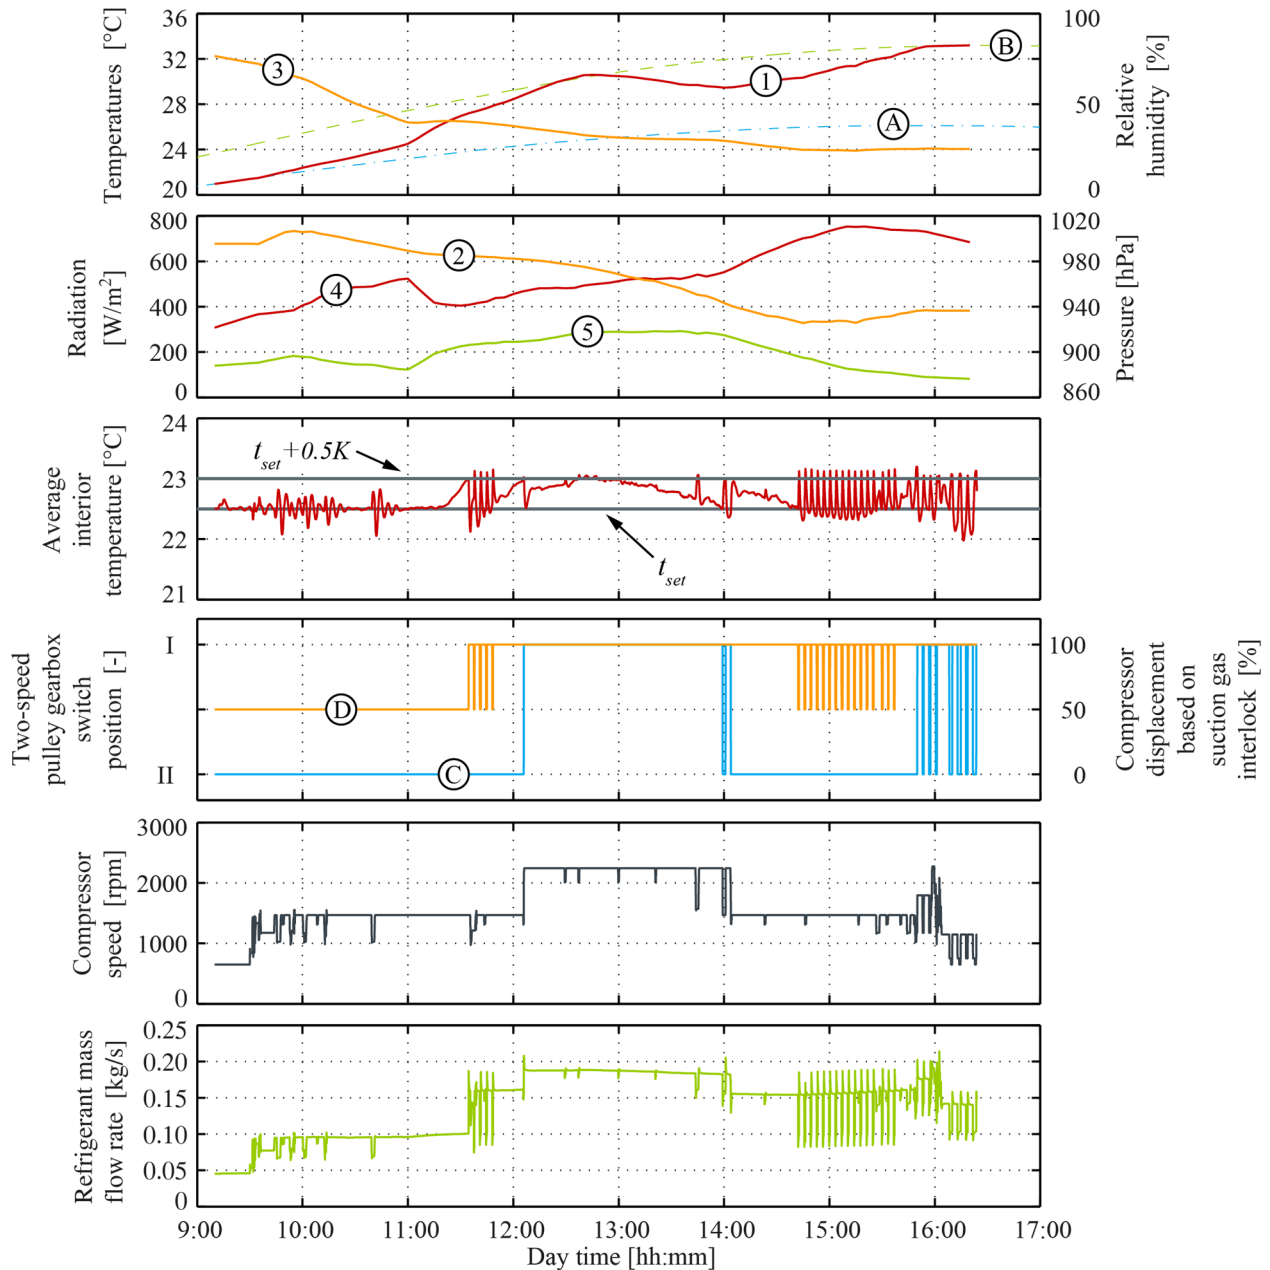 Temperatures [°C]
36
32
28
24
20
3
1
B
A
100
50
0
Relative
humidity [%]
Radiation
[W/m²]
800
600
400
200
0
2
4
5
1020
980
940
900
860
Pressure [hPa]
Average
interior
temperature [°C]
24
23
22
21
tset+0.5K
tset
Two-speed
pulley gearbox
switch
position [-]
I
II
D
C
100
50
0
Compressor
displacement
based on
suction gas
interlock [%]
Compressor
speed [rpm]
3000
2000
1000
0
Refrigerant mass
flow rate [kg/s]
0.25
0.20
0.15
0.10
0.05
0
9:00 10:00 11:00 12:00 13:00 14:00 15:00 16:00 17:00
Day time [hh:mm]